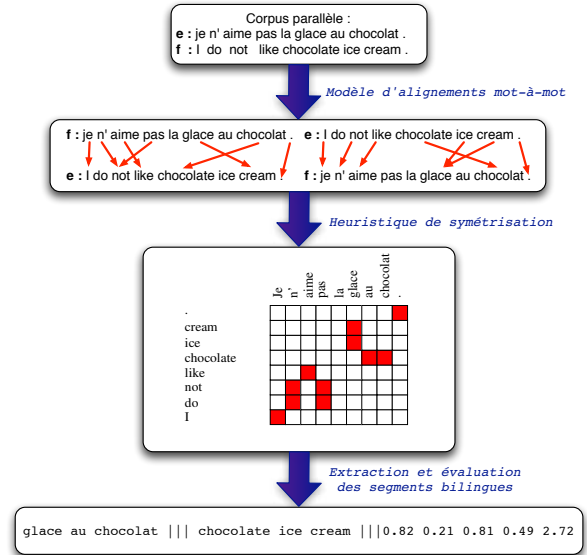 Corpus parallèle :
e : je n' aime pas la glace au chocolat .
f : I do not like chocolate ice cream .
Modèle d'alignements mot-à-mot
f : je n' aime pas la glace au chocolat . e : I do not like chocolate ice cream .
e : I do not like chocolate ice cream . f : je n' aime pas la glace au chocolat .
Heuristique de symétrisation
Je
n'
aime
pas
la
glace
au
chocolat
.
.
cream
ice
chocolate
like
not
do
I
Extraction et évaluation
des segments bilingues
glace au chocolat ||| chocolate ice cream |||0.82 0.21 0.81 0.49 2.72